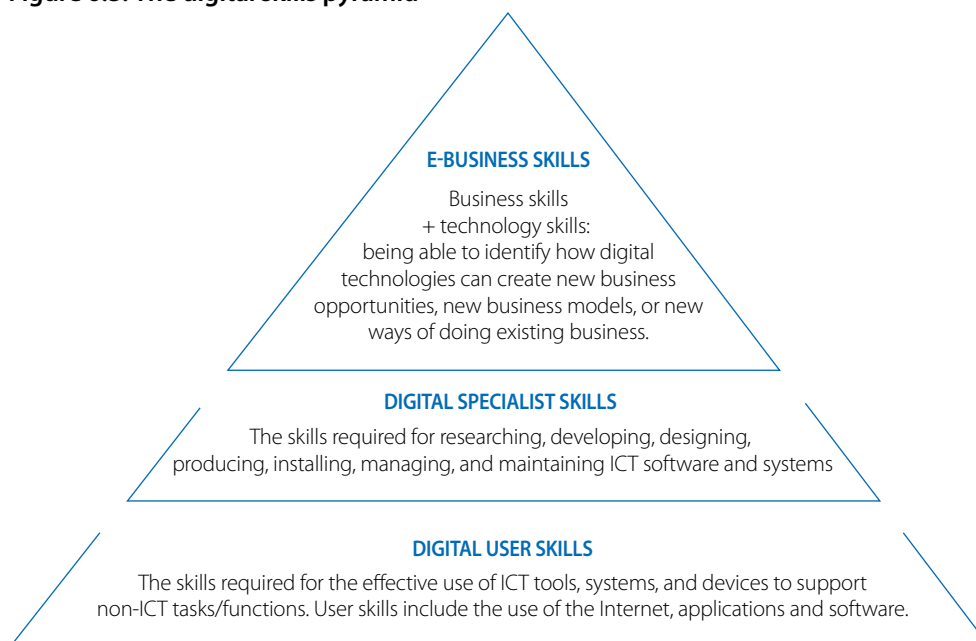 E-BUSINESS SKILLS
Business skills
+ technology skills:
being able to identify how digital
technologies can create new business
opportunities, new business models, or new
ways of doing existing business.
DIGITAL SPECIALIST SKILLS
The skills required for researching, developing, designing,
producing, installing, managing, and maintaining ICT software and systems
DIGITAL USER SKILLS
The skills required for the effective use of ICT tools, systems, and devices to support
non-ICT tasks/functions. User skills include the use of the Internet, applications and software.